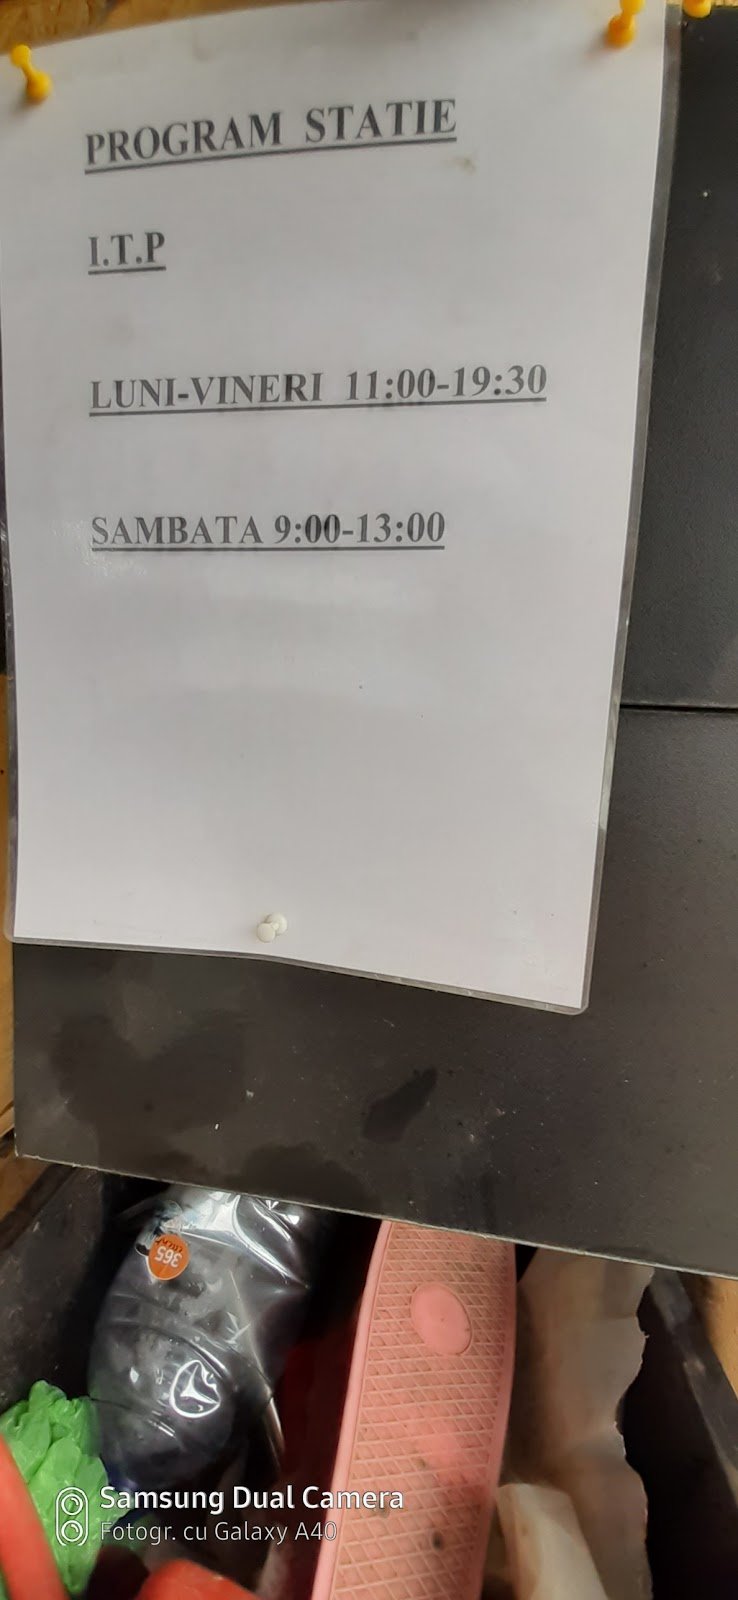 PROGRAM STATIE
I.T.P
LUNI-VINERI 11:00-19:30
SAMBATA 9:00-13:00
365
Samsung Dual Camera
Fotogr. cu Galaxy A40